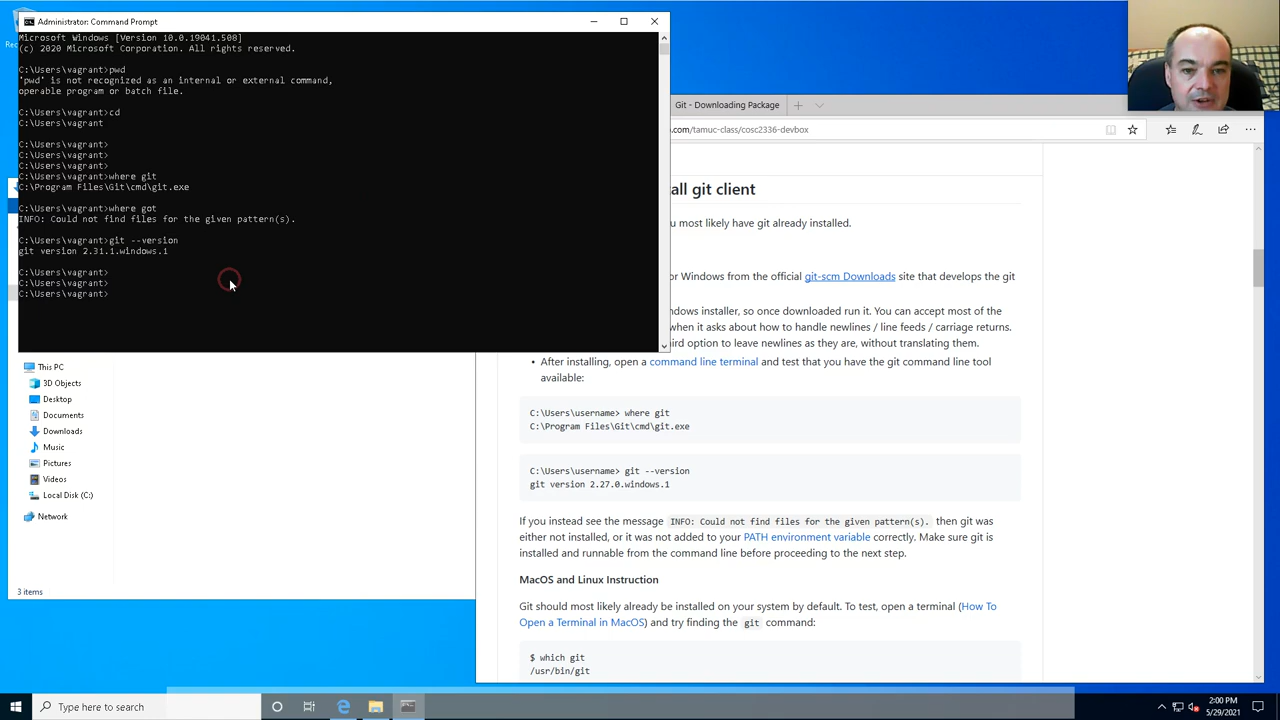 Administrator: Command Prompt
Microsoft Windows [Version 10.0.19041.508]
(c) 2020 Microsoft Corporation. All rights reserved.
C:\Users\vagrant>pwd
'pwd' is not recognized as an internal or external command,
operable program or batch file.
C:\Users\vagrant>cd
C:\Users\vagrant
C:\Users\vagrant>
C:\Users\vagrant>
C:\Users\vagrant>
C:\Users\vagrant>where git
C:\Program Files\Git\cmd\git.exe
C:\Users\vagrant>where got
INFO: Could not find files for the given pattern(s).
C:\Users\vagrant>git --version
git version 2.31.1.windows.1
C:\Users\vagrant>
C:\Users\vagrant>
C:\Users\vagrant>
This PC
3D Objects
Desktop
Documents
Downloads
Music
Pictures
Videos
Local Disk (C:)
Network
3 items
Git - Downloading Package
.com/tamuc-class/cosc2336-devbox
all git client
u most likely have git already installed.
or Windows from the official git-scm Downloads site that develops the git
ndows installer, so once downloaded run it. You can accept most of the
when it asks about how to handle newlines / line feeds / carriage returns.
hird option to leave newlines as they are, without translating them.
• After installing, open a command line terminal and test that you have the git command line tool
available:
C:\Users\username> where git
C:\Program Files\Git\cmd\git.exe
C:\Users\username> git --version
git version 2.27.0.windows.1
If you instead see the message INFO: Could not find files for the given pattern(s). then git was
either not installed, or it was not added to your PATH environment variable correctly. Make sure git is
installed and runnable from the command line before proceeding to the next step.
MacOS and Linux Instruction
Git should most likely already be installed on your system by default. To test, open a terminal (How To
Open a Terminal in MacOS) and try finding the git command:
$ which git
/usr/bin/git
Type here to search
2:00 PM
5/29/2021